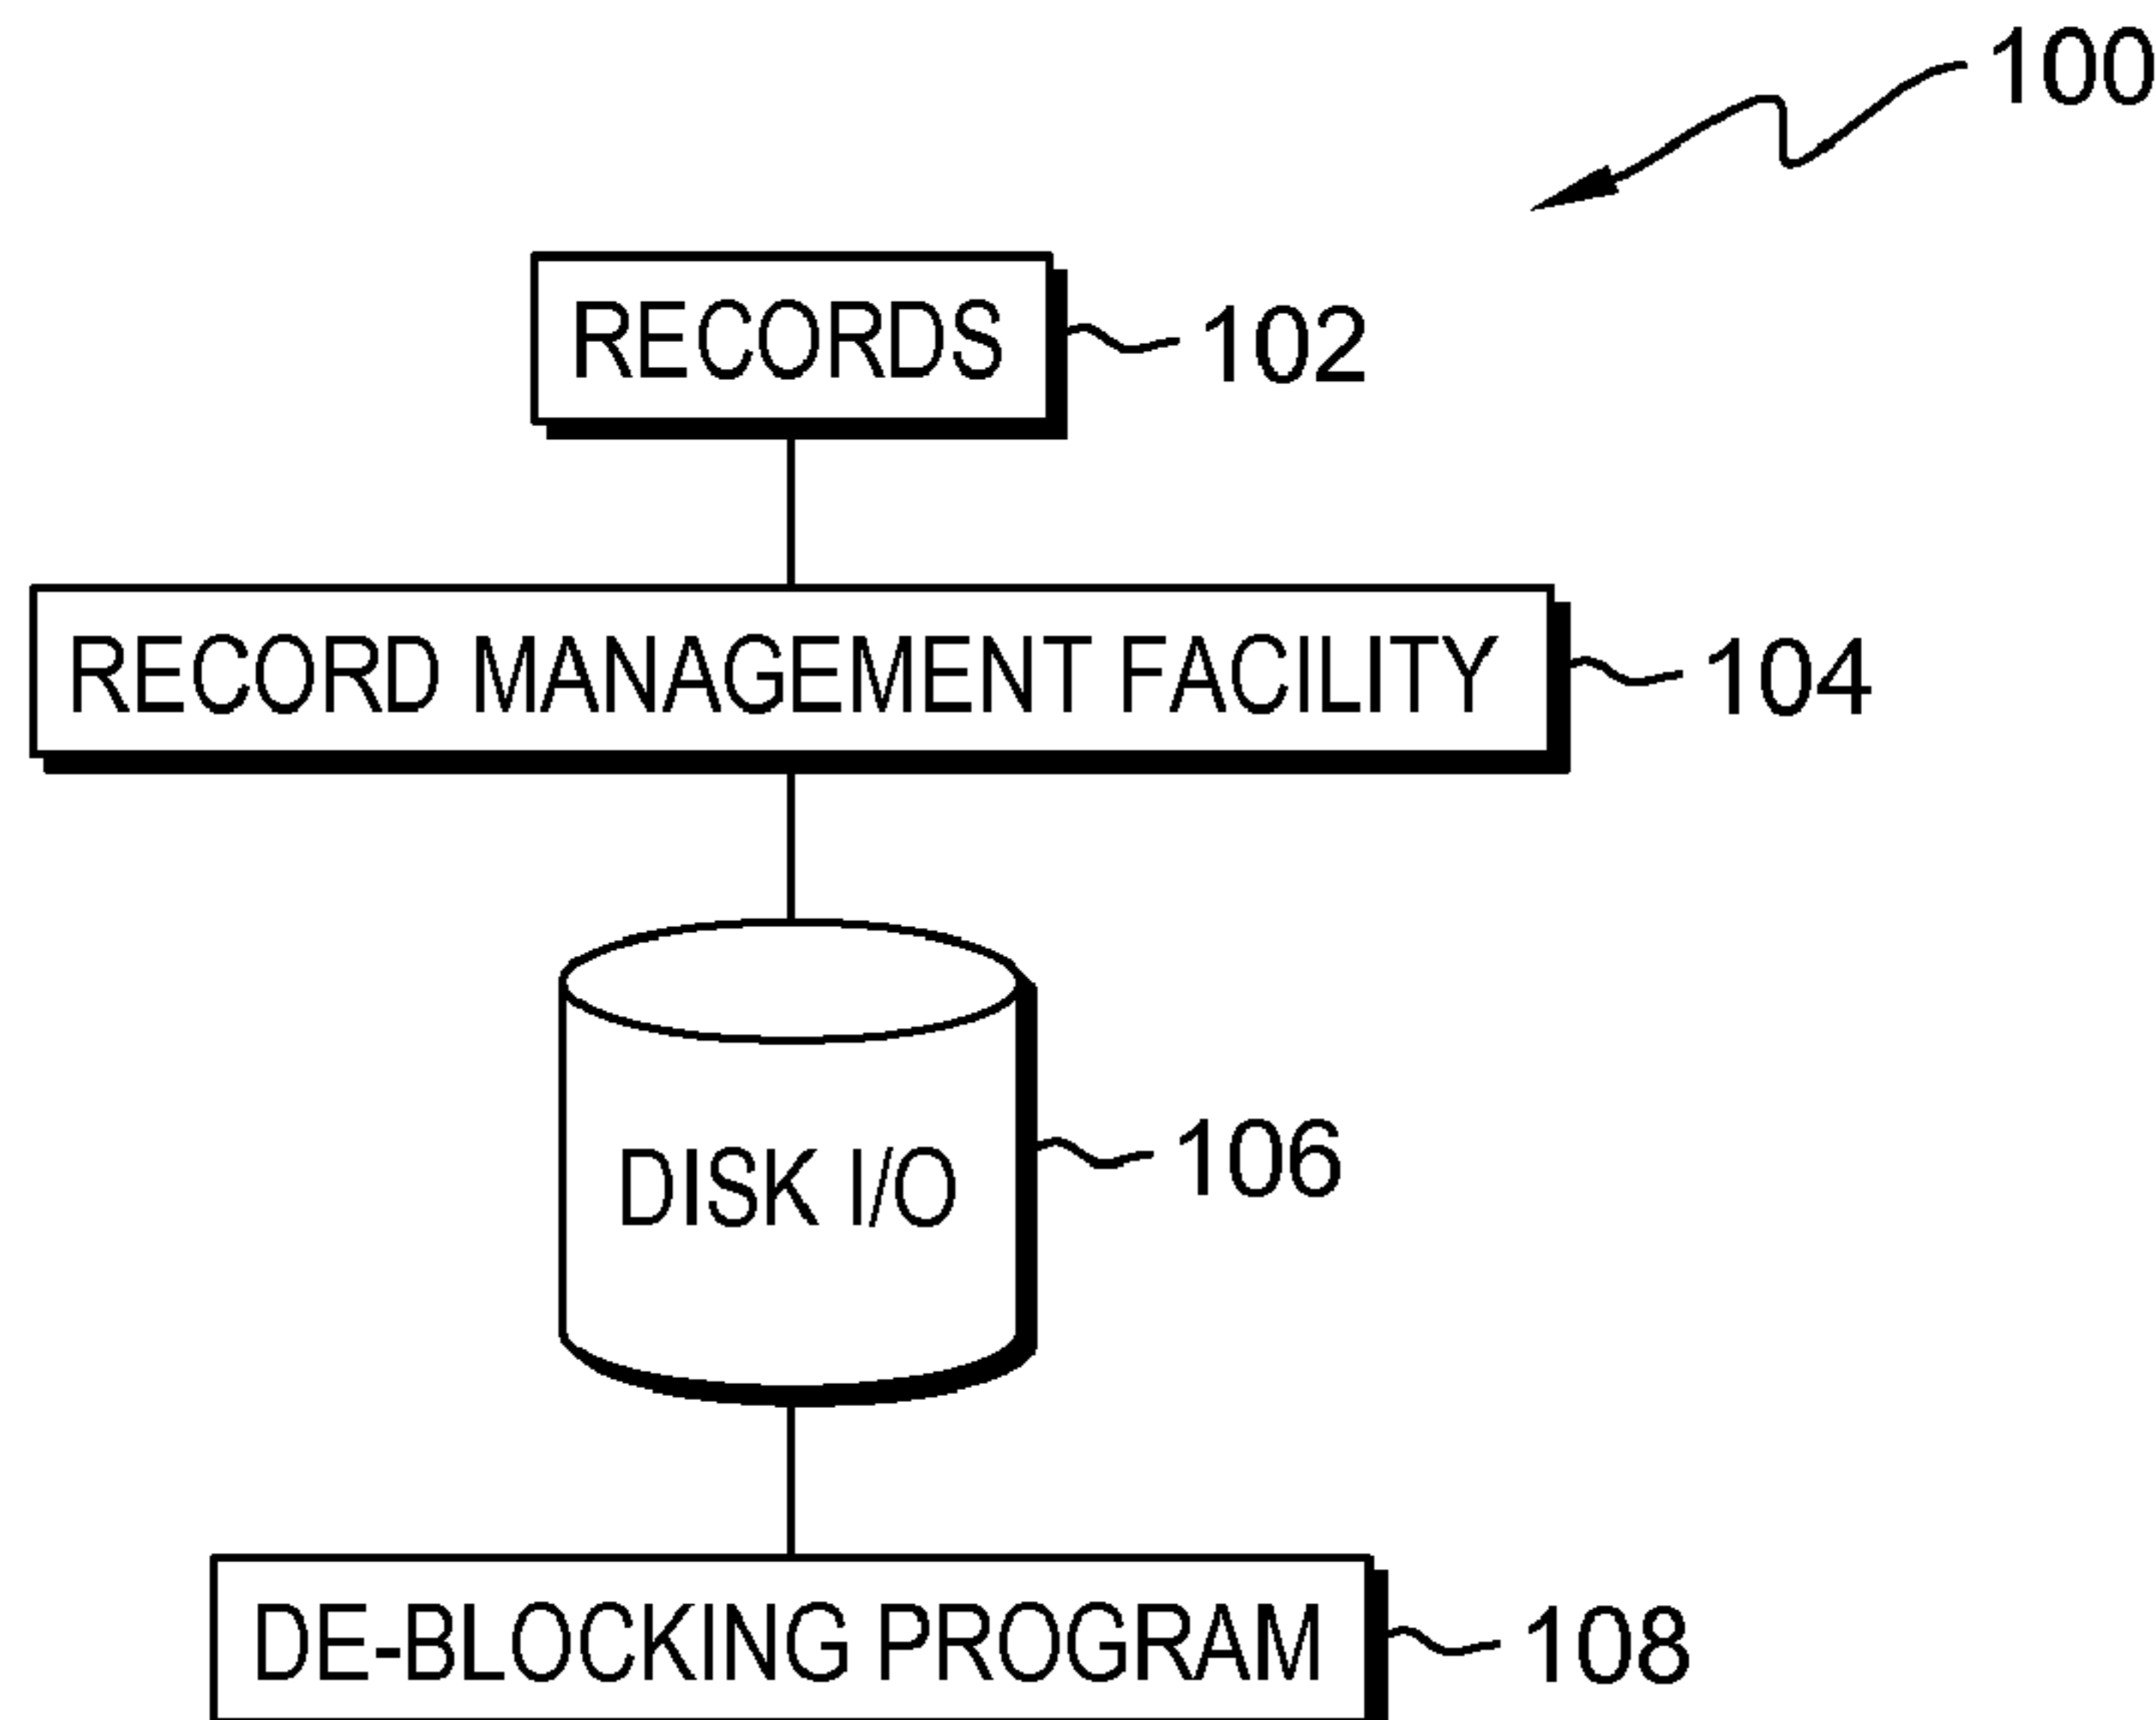 100
RECORDS 102
RECORD MANAGEMENT FACILITY 104
DISK I/O 106
DE-BLOCKING PROGRAM 108